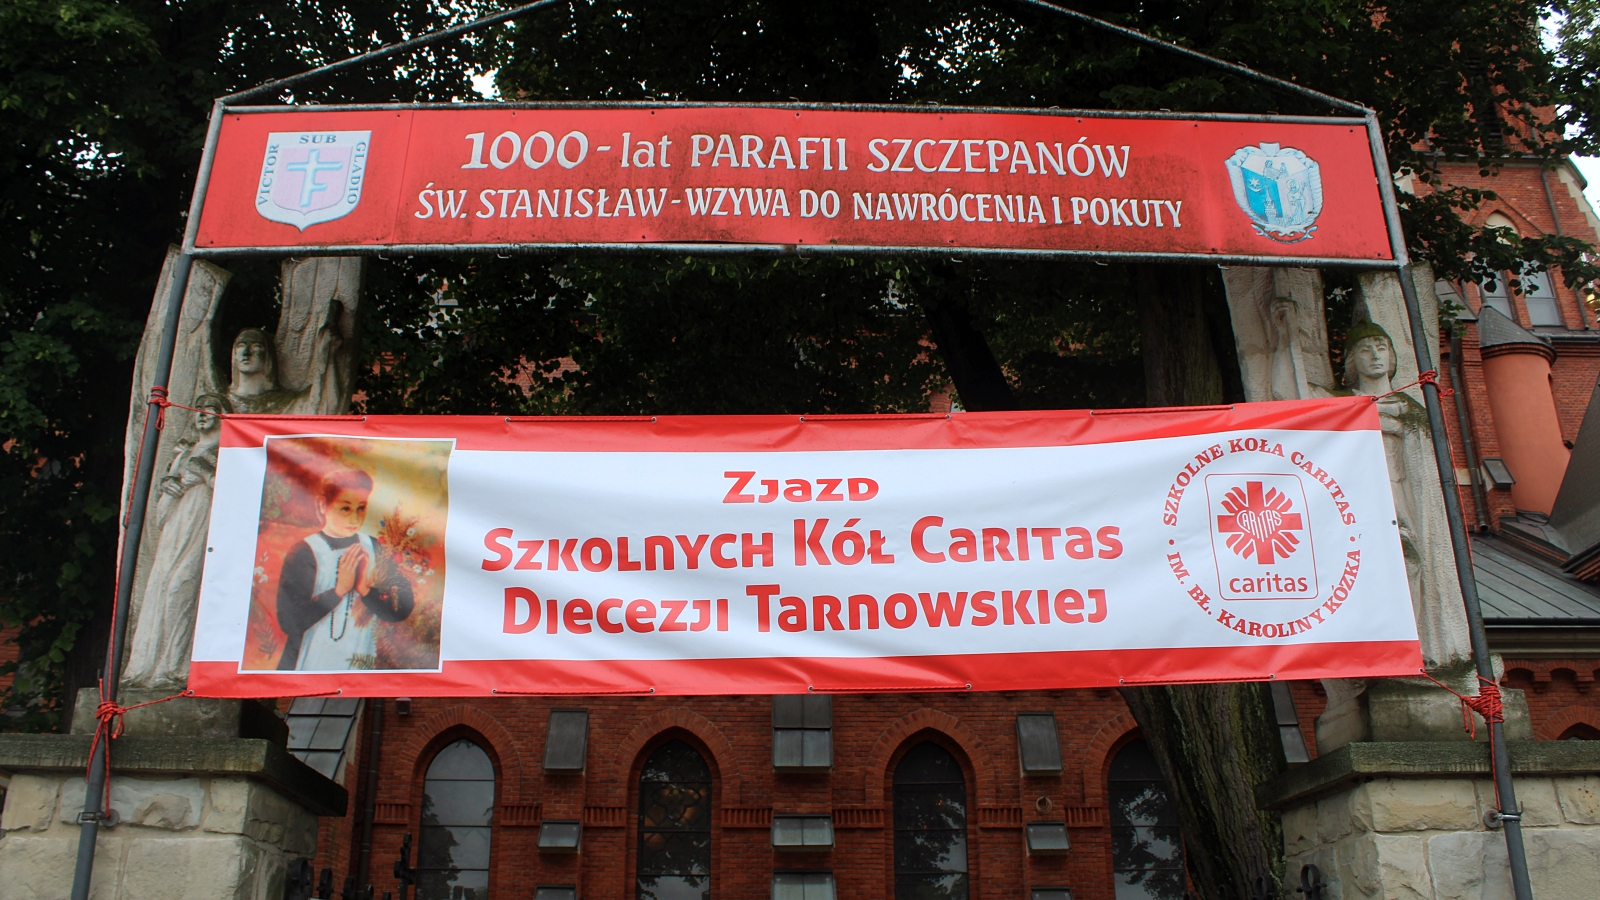 VICTOR SUB GLADIO
1000 - lat PARAFII SZCZEPANÓW
ŚW. STANISŁAW - WZYWA DO NAWRÓCENIA I POKUTY
ZJAZD
SZKOLNYCH KÓŁ CARITAS
DIECEZJI TARNOWSKIEJ
• SZKOLNE KOŁA CARITAS •
CARITAS
caritas
IM. BŁ. KAROLINY KÓZKA